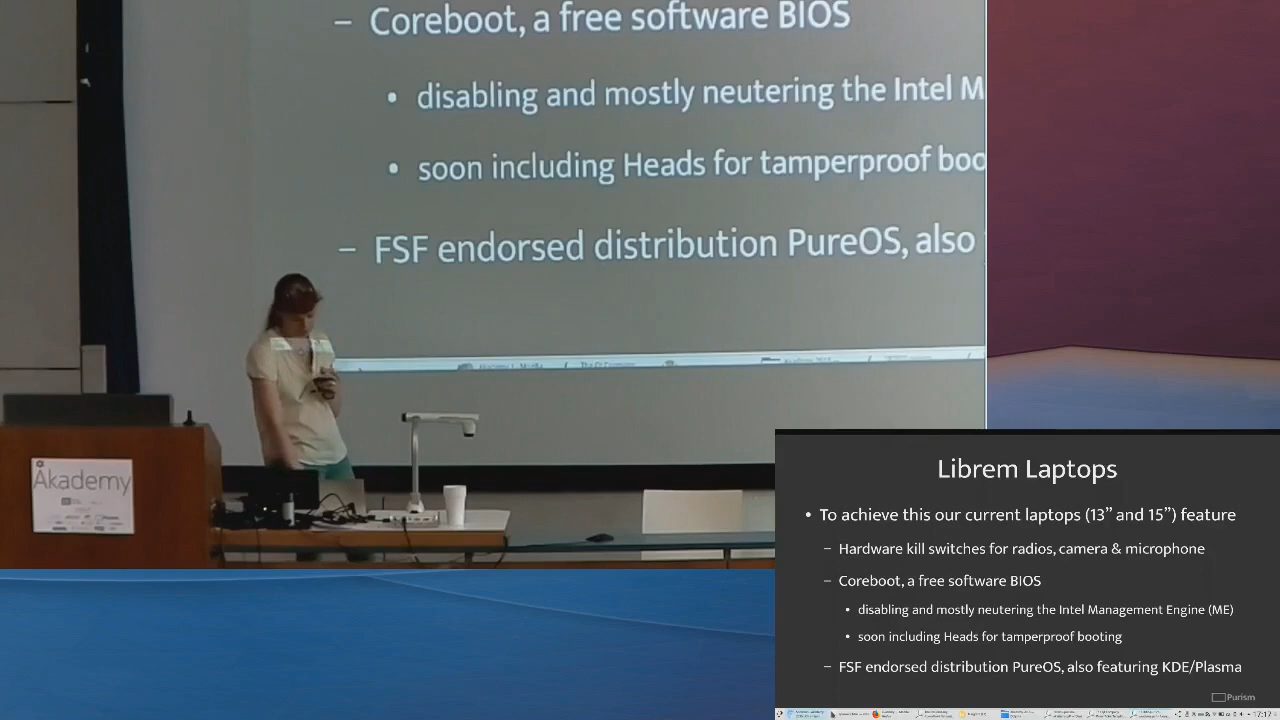 – Coreboot, a free software BIOS
• disabling and mostly neutering the Intel M
• soon including Heads for tamperproof boo
– FSF endorsed distribution PureOS, also
Akademy
Librem Laptops
• To achieve this our current laptops (13” and 15”) feature
– Hardware kill switches for radios, camera & microphone
– Coreboot, a free software BIOS
• disabling and mostly neutering the Intel Management Engine (ME)
• soon including Heads for tamperproof booting
– FSF endorsed distribution PureOS, also featuring KDE/Plasma
Purism
17:12